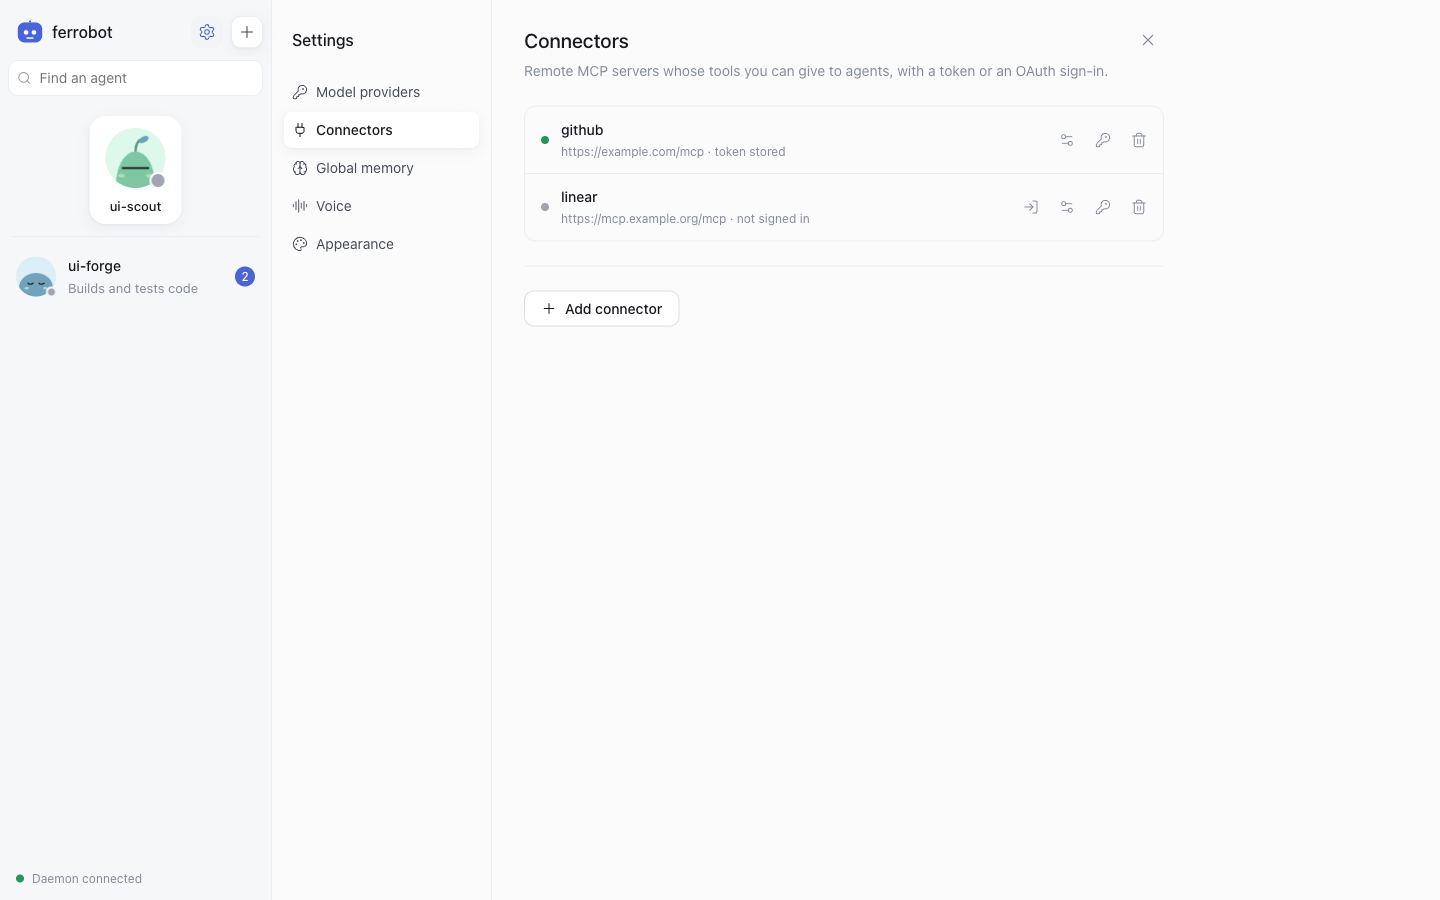 ferrobot
Find an agent
ui-scout
ui-forge
2
Builds and tests code
Daemon connected
Settings
Model providers
Connectors
Global memory
Voice
Appearance
Connectors
Remote MCP servers whose tools you can give to agents, with a token or an OAuth sign-in.
github
https://example.com/mcp · token stored
linear
https://mcp.example.org/mcp · not signed in
Add connector